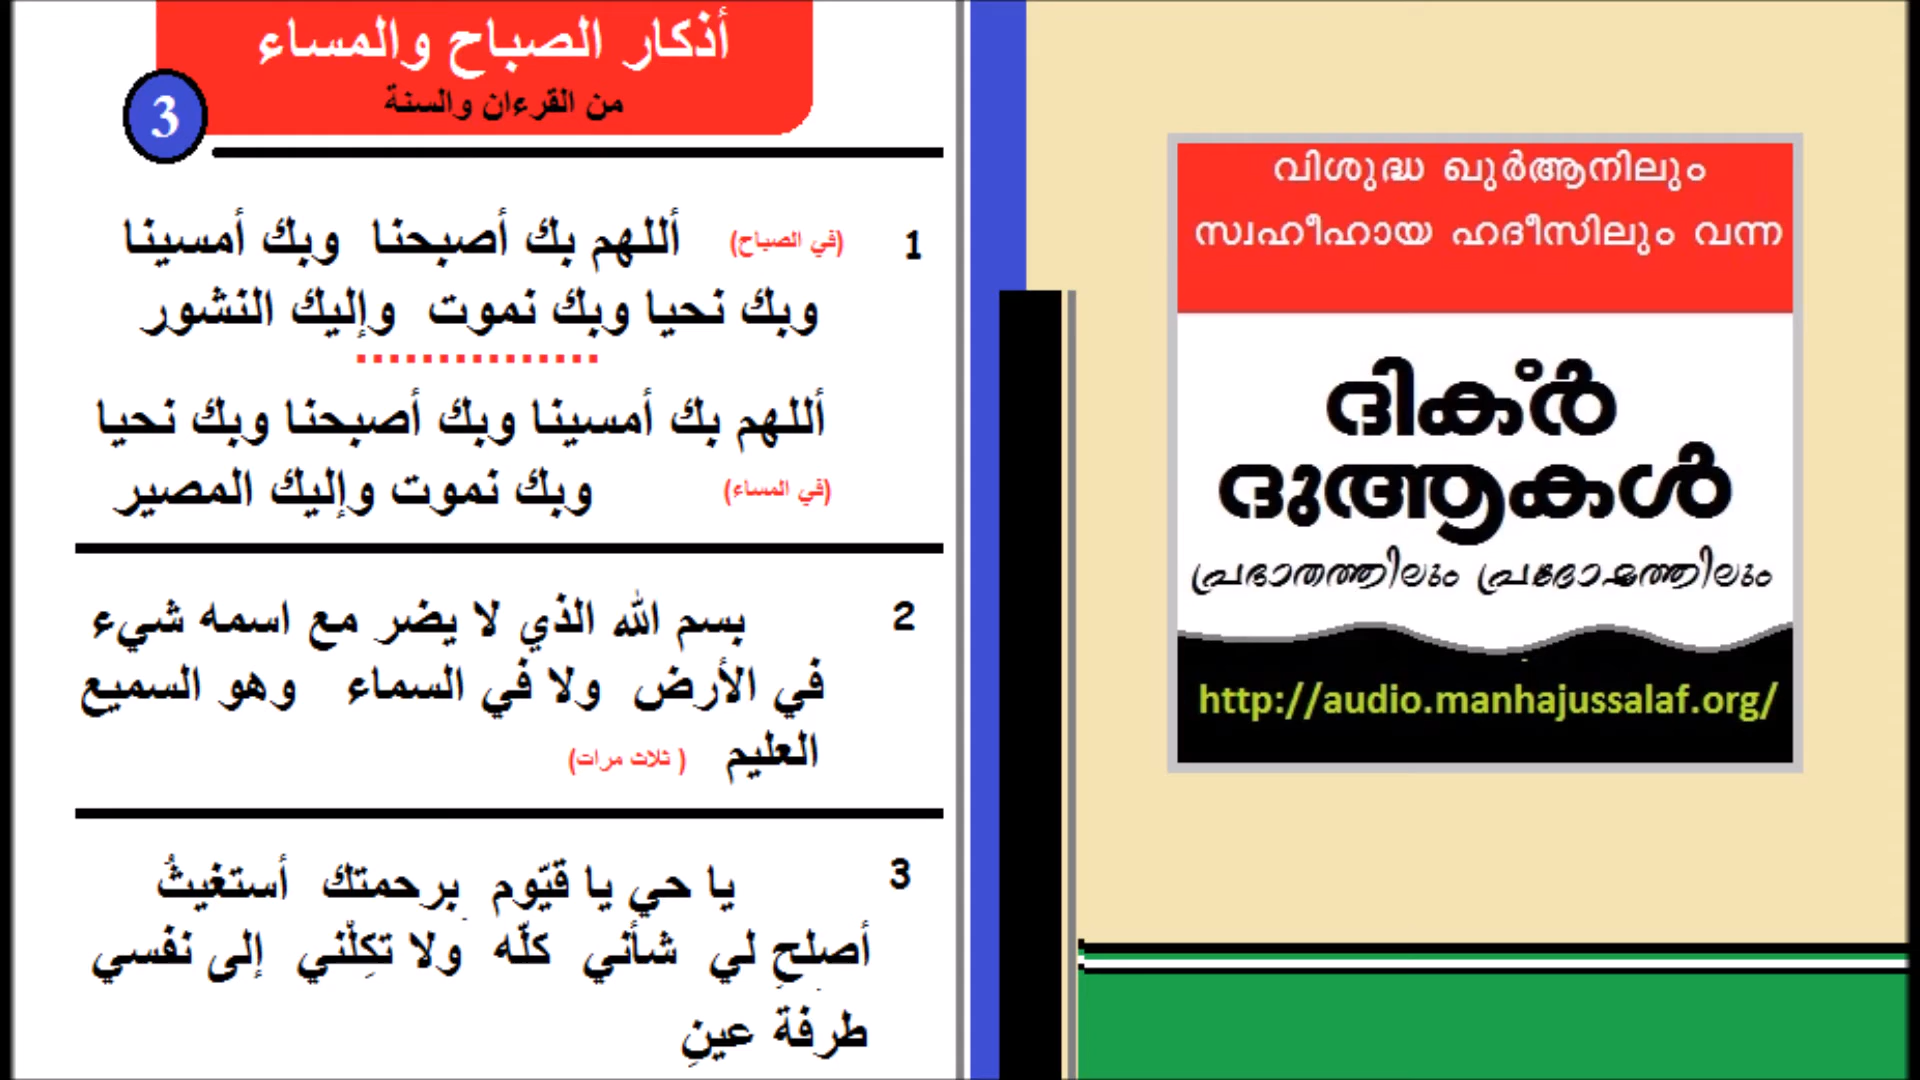 أذكار الصباح والمساء
من القرءان والسنة
3
1 (في الصباح) أللهم بك أصبحنا وبك أمسينا
وبك نحيا وبك نموت وإليك النشور
...............
أللهم بك أمسينا وبك أصبحنا وبك نحيا
(في المساء) وبك نموت وإليك المصير
2 بسم الله الذي لا يضر مع اسمه شيء
في الأرض ولا في السماء وهو السميع
العليم ( ثلاث مرات)
3 يا حي يا قيّوم برحمتك أستغيثُ
أصلِحِ لي شأني كلّه ولا تكِلّني إلى نفسي
طرفة عينِ
വിശുദ്ധ ഖുർആനിലും
സ്വഹീഹായ ഹദീസിലും വന്ന
ദിക്ർ
ദുആകൾ
പ്രഭാതത്തിലും പ്രദോഷത്തിലും
http://audio.manhajussalaf.org/